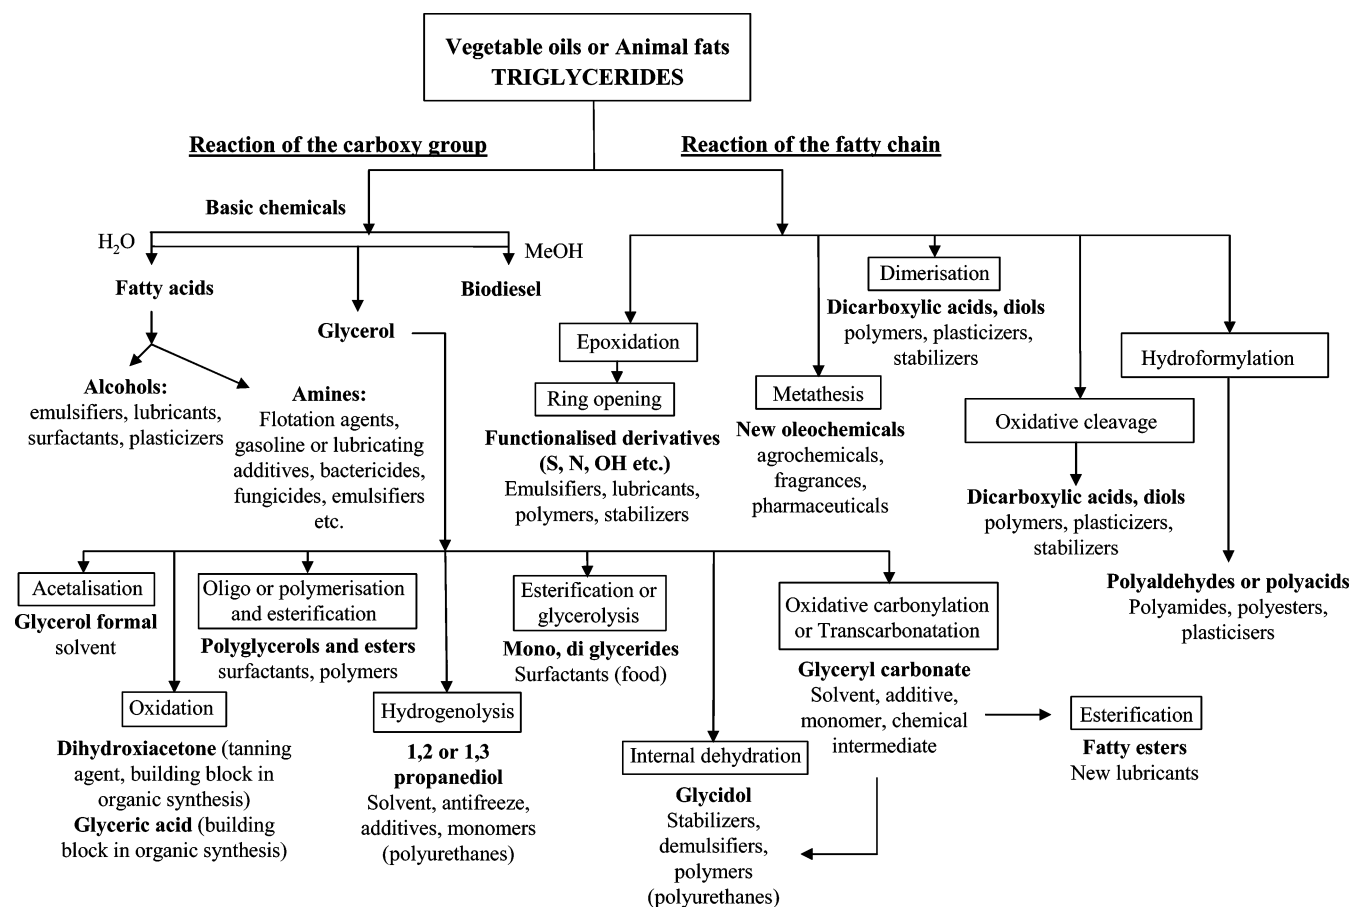 Vegetable oils or Animal fats
TRIGLYCERIDES
Reaction of the carboxy group
Reaction of the fatty chain
Basic chemicals
H₂O
MeOH
Fatty acids
Biodiesel
Glycerol
Alcohols:
emulsifiers, lubricants,
surfactants, plasticizers
Amines:
Flotation agents,
gasoline or lubricating
additives, bactericides,
fungicides, emulsifiers
etc.
Epoxidation
Ring opening
Functionalised derivatives
(S, N, OH etc.)
Emulsifiers, lubricants,
polymers, stabilizers
Metathesis
New oleochemicals
agrochemicals,
fragrances,
pharmaceuticals
Dimerisation
Dicarboxylic acids, diols
polymers, plasticizers,
stabilizers
Oxidative cleavage
Dicarboxylic acids, diols
polymers, plasticizers,
stabilizers
Hydroformylation
Polyaldehydes or polyacids
Polyamides, polyesters,
plasticisers
Acetalisation
Glycerol formal
solvent
Oxidation
Dihydroxiacetone (tanning
agent, building block in
organic synthesis)
Glyceric acid (building
block in organic synthesis)
Oligo or polymerisation
and esterification
Polyglycerols and esters
surfactants, polymers
Hydrogenolysis
1,2 or 1,3
propanediol
Solvent, antifreeze,
additives, monomers
(polyurethanes)
Esterification or
glycerolysis
Mono, di glycerides
Surfactants (food)
Internal dehydration
Glycidol
Stabilizers,
demulsifiers,
polymers
(polyurethanes)
Oxidative carbonylation
or Transcarbonatation
Glyceryl carbonate
Solvent, additive,
monomer, chemical
intermediate
Esterification
Fatty esters
New lubricants